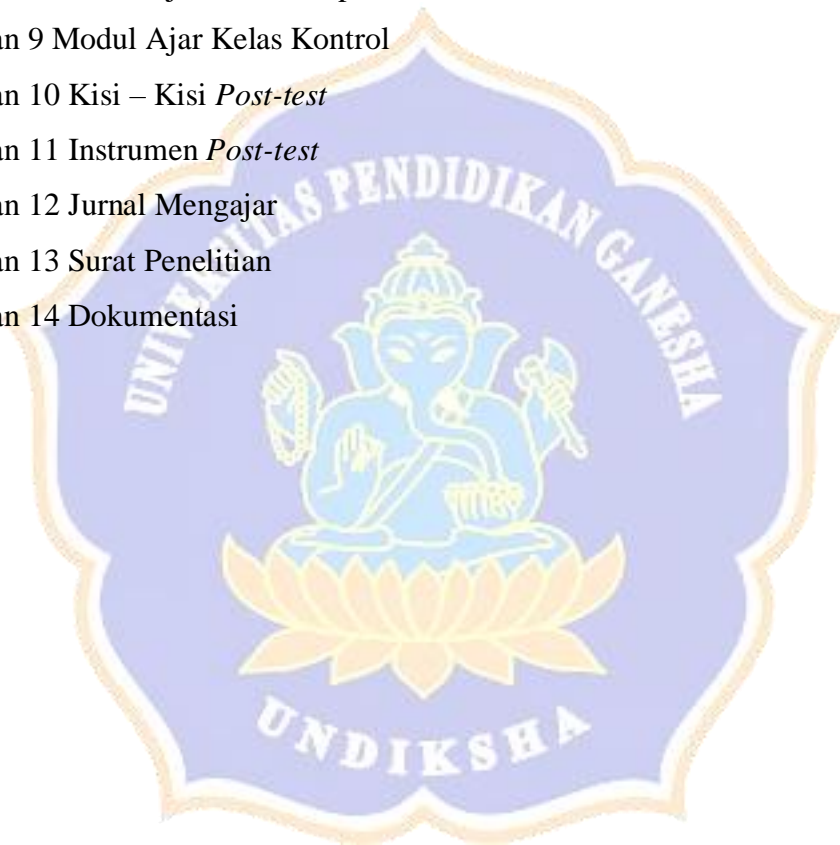 an 9 Modul Ajar Kelas Kontrol
an 10 Kisi – Kisi Post-test
an 11 Instrumen Post-test
an 12 Jurnal Mengajar
an 13 Surat Penelitian
an 14 Dokumentasi
UNIVERSITAS PENDIDIKAN GANESHA
UNDIKSHA